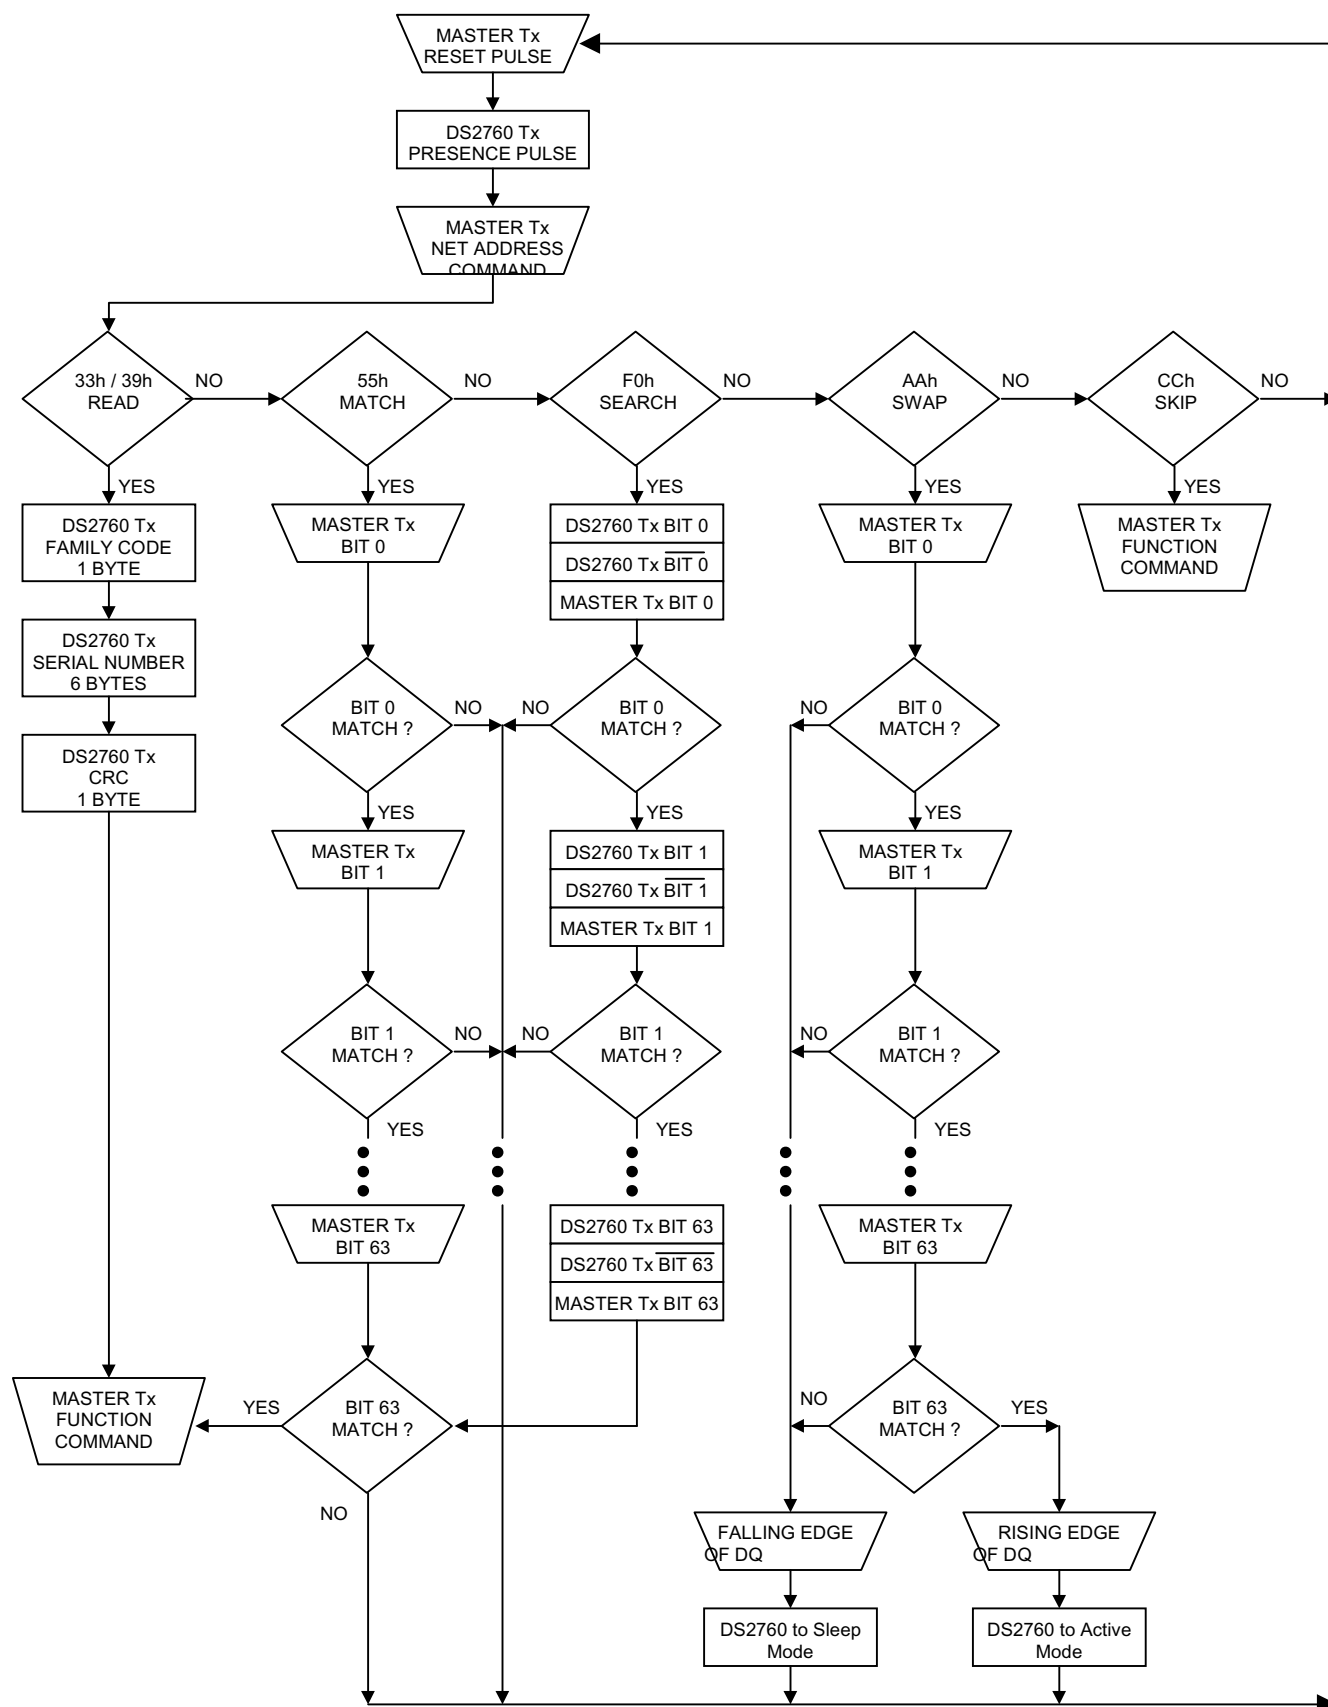 MASTER Tx
RESET PULSE
DS2760 Tx
PRESENCE PULSE
MASTER Tx
NET ADDRESS
COMMAND
33h / 39h
READ
NO
55h
MATCH
NO
F0h
SEARCH
NO
AAh
SWAP
NO
CCh
SKIP
NO
YES
YES
YES
YES
YES
DS2760 Tx
FAMILY CODE
1 BYTE
MASTER Tx
BIT 0
DS2760 Tx BIT 0
DS2760 Tx B̅I̅T̅ ̅0̅
MASTER Tx BIT 0
MASTER Tx
BIT 0
MASTER Tx
FUNCTION
COMMAND
DS2760 Tx
SERIAL NUMBER
6 BYTES
DS2760 Tx
CRC
1 BYTE
BIT 0
MATCH ?
NO
NO
BIT 0
MATCH ?
NO
BIT 0
MATCH ?
YES
YES
YES
MASTER Tx
BIT 1
DS2760 Tx BIT 1
DS2760 Tx B̅I̅T̅ ̅1̅
MASTER Tx BIT 1
MASTER Tx
BIT 1
BIT 1
MATCH ?
NO
NO
BIT 1
MATCH ?
NO
BIT 1
MATCH ?
YES
YES
YES
MASTER Tx
BIT 63
DS2760 Tx BIT 63
DS2760 Tx B̅I̅T̅ ̅6̅3̅
MASTER Tx BIT 63
MASTER Tx
BIT 63
MASTER Tx
FUNCTION
COMMAND
YES
BIT 63
MATCH ?
NO
NO
BIT 63
MATCH ?
YES
FALLING EDGE
OF DQ
RISING EDGE
OF DQ
DS2760 to Sleep
Mode
DS2760 to Active
Mode